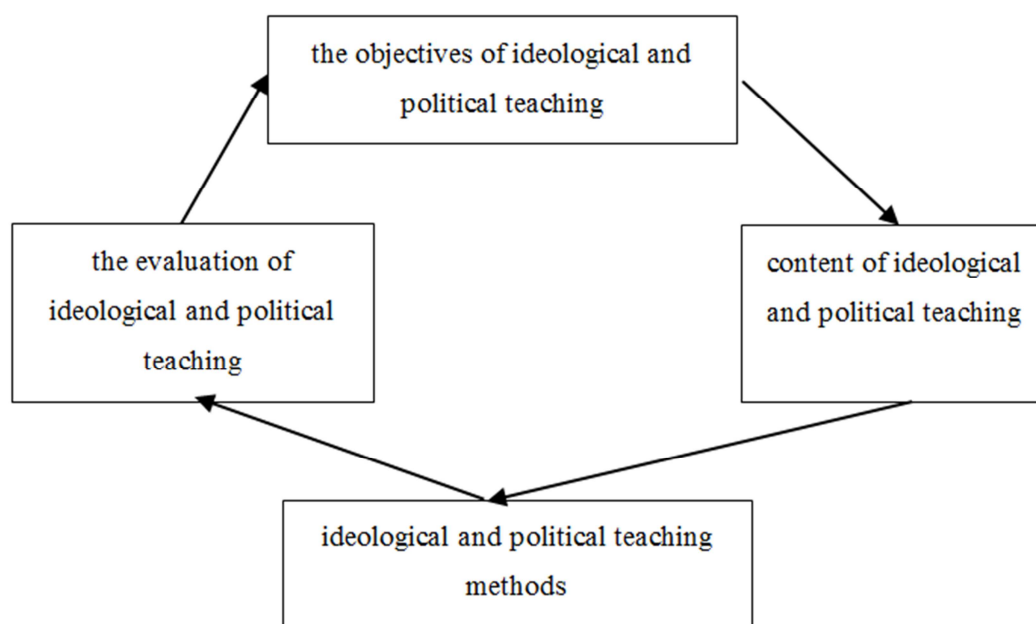 the objectives of ideological and
political teaching
the evaluation of
ideological and political
teaching
content of ideological
and political teaching
ideological and political teaching
methods